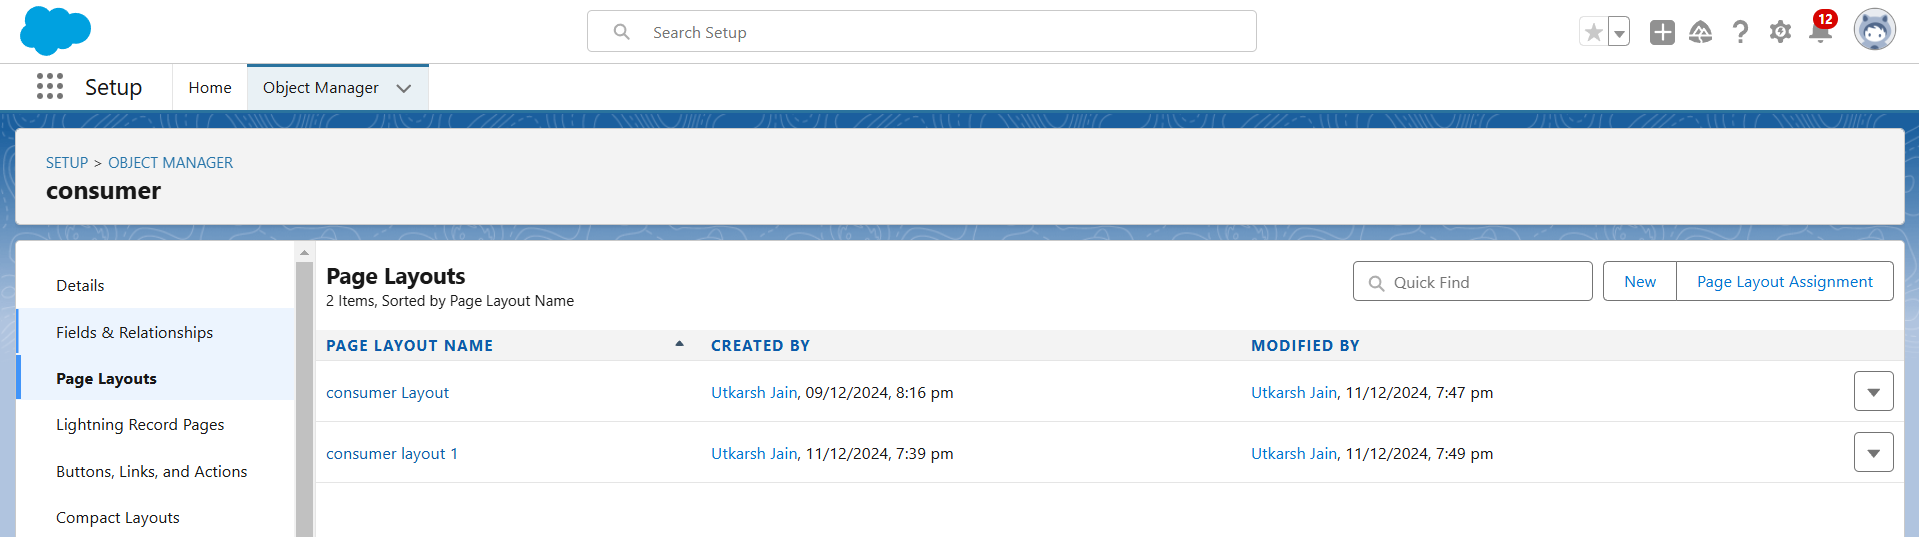 Search Setup
12
Setup
Home
Object Manager
SETUP > OBJECT MANAGER
consumer
Details
Fields & Relationships
Page Layouts
Lightning Record Pages
Buttons, Links, and Actions
Compact Layouts
Page Layouts
2 Items, Sorted by Page Layout Name
Quick Find
New
Page Layout Assignment
PAGE LAYOUT NAME CREATED BY MODIFIED BY
consumer Layout Utkarsh Jain, 09/12/2024, 8:16 pm Utkarsh Jain, 11/12/2024, 7:47 pm
consumer layout 1 Utkarsh Jain, 11/12/2024, 7:39 pm Utkarsh Jain, 11/12/2024, 7:49 pm